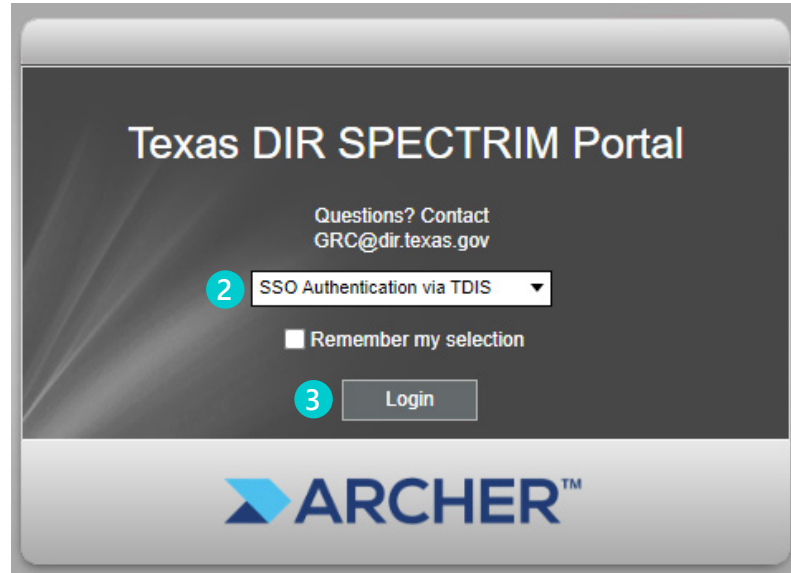 Texas DIR SPECTRIM Portal
Questions? Contact
GRC@dir.texas.gov
2 SSO Authentication via TDIS
Remember my selection
3 Login
ARCHER™